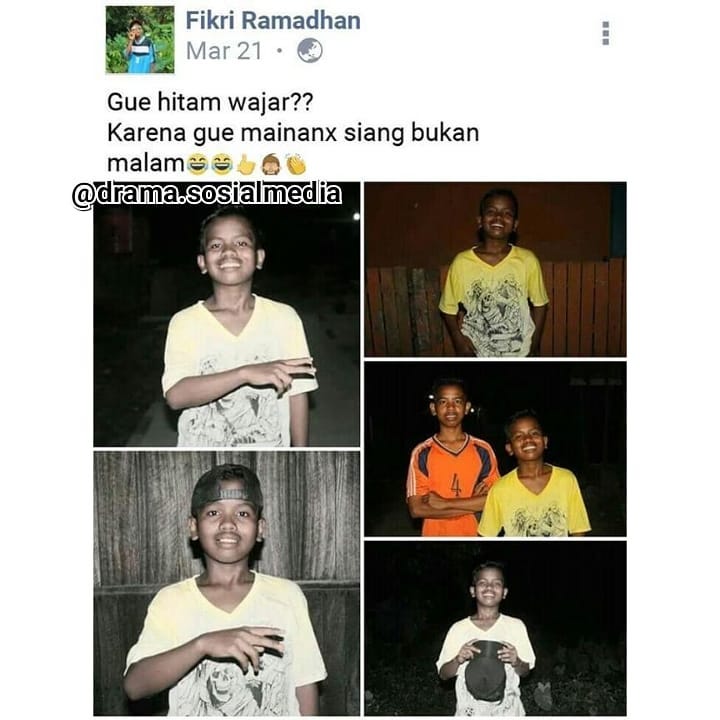 Fikri Ramadhan
Mar 21 ·
Gue hitam wajar??
Karena gue mainanx siang bukan
malam😂😂👍🙈👏
@drama.sosialmedia
4